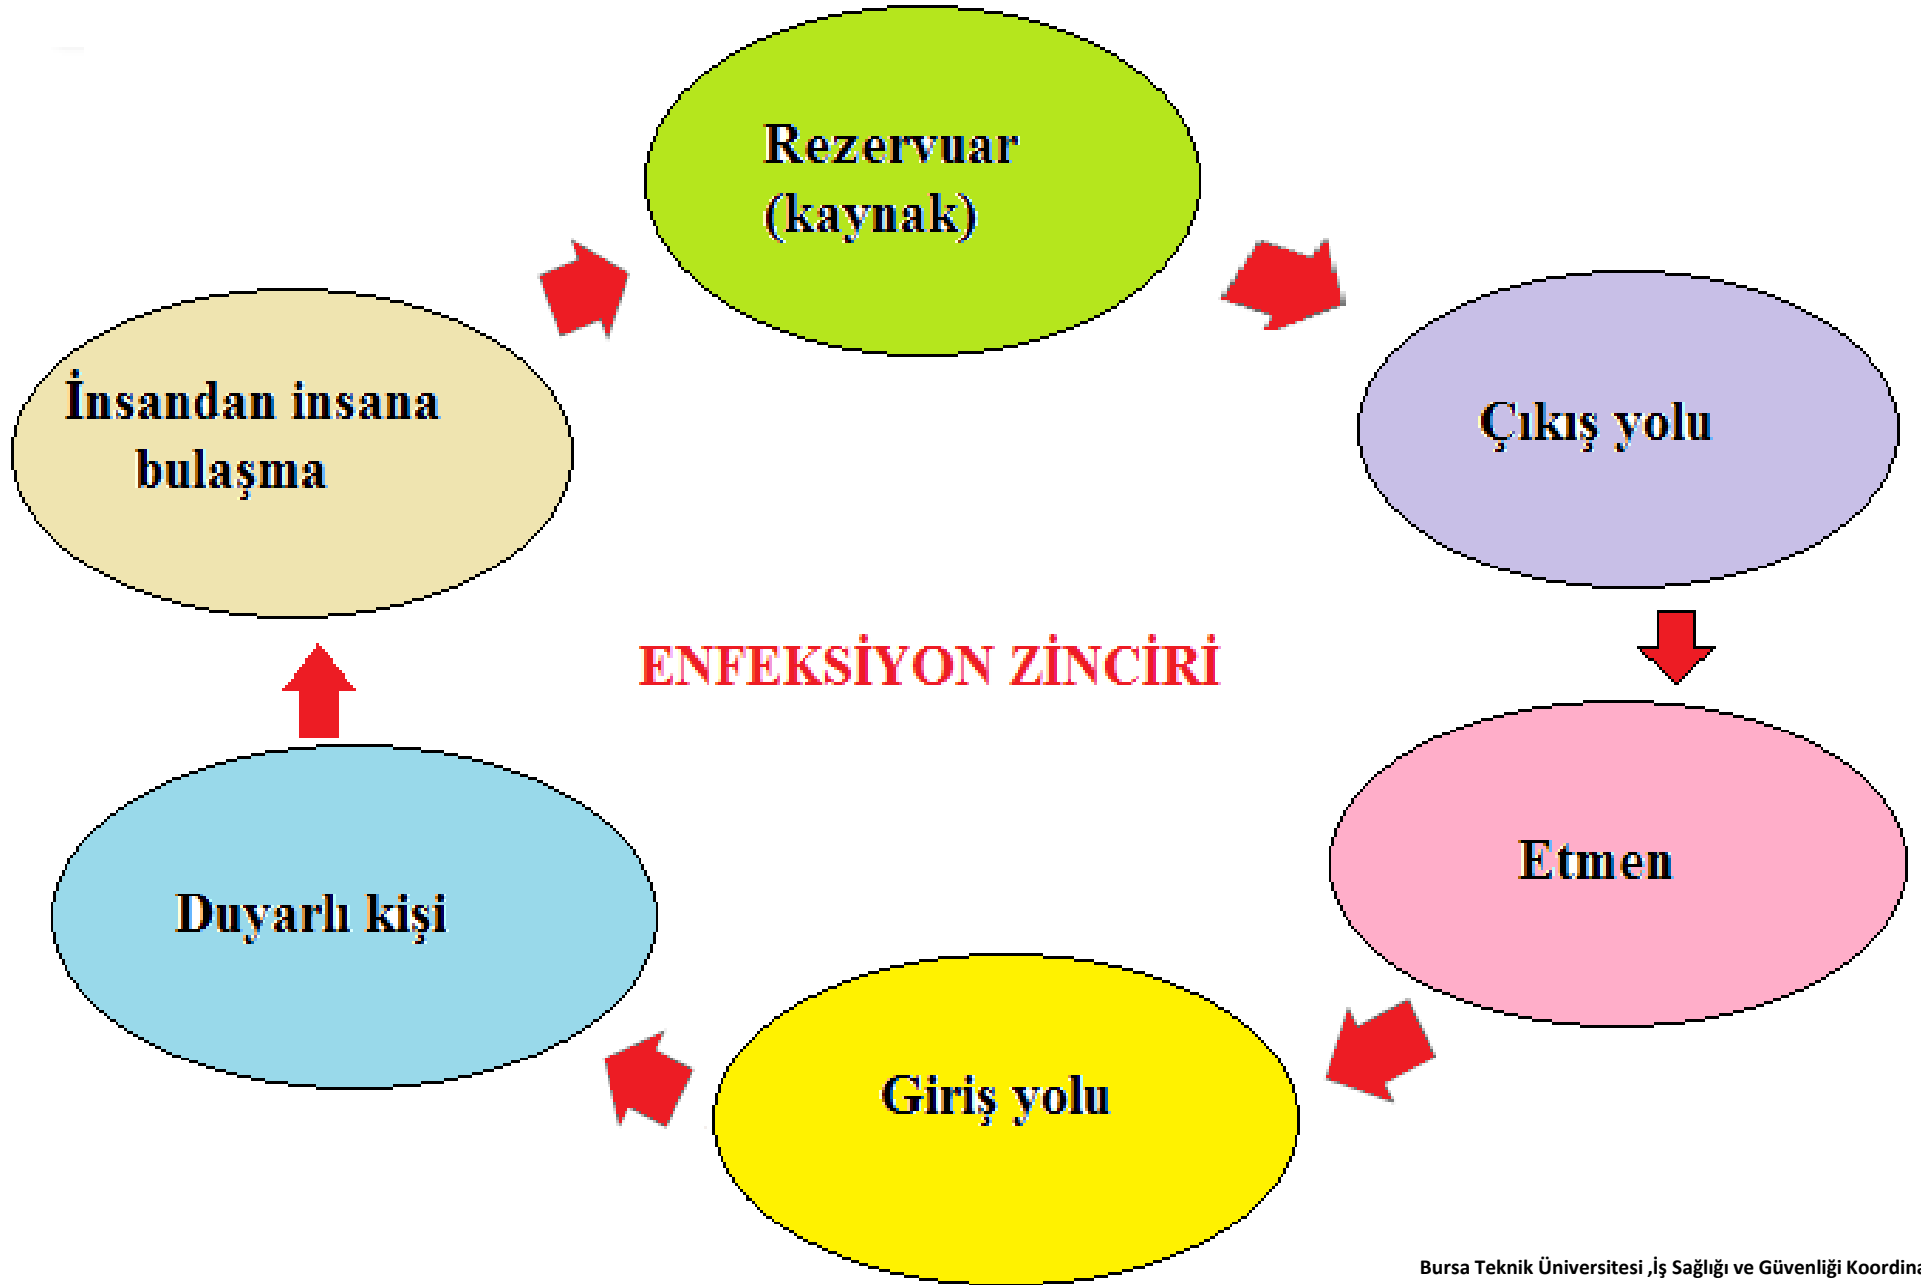 Rezervuar
(kaynak)
Çıkış yolu
İnsandan insana
bulaşma
ENFEKSİYON ZİNCİRİ
Etmen
Duyarlı kişi
Giriş yolu
Bursa Teknik Üniversitesi ,İş Sağlığı ve Güvenliği